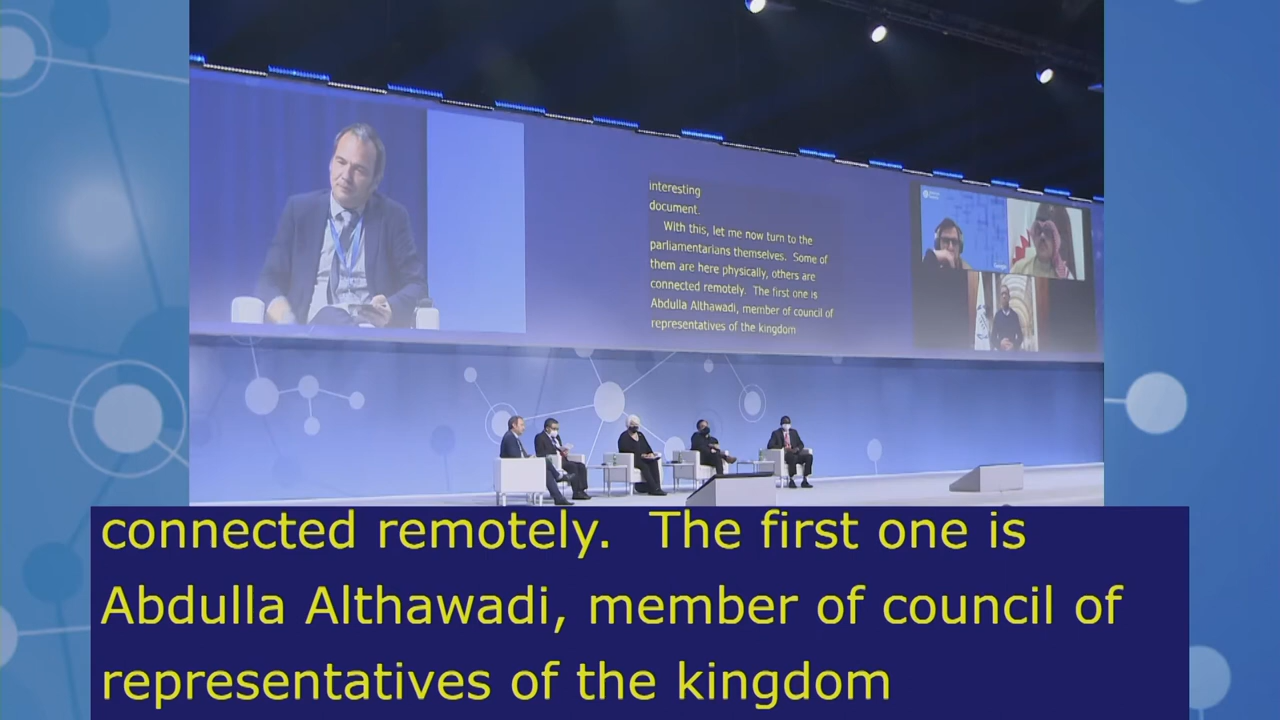 interesting
document.
With this, let me now turn to the
parliamentarians themselves. Some of
them are here physically, others are
connected remotely. The first one is
Abdulla Althawadi, member of council of
representatives of the kingdom
connected remotely. The first one is
Abdulla Althawadi, member of council of
representatives of the kingdom